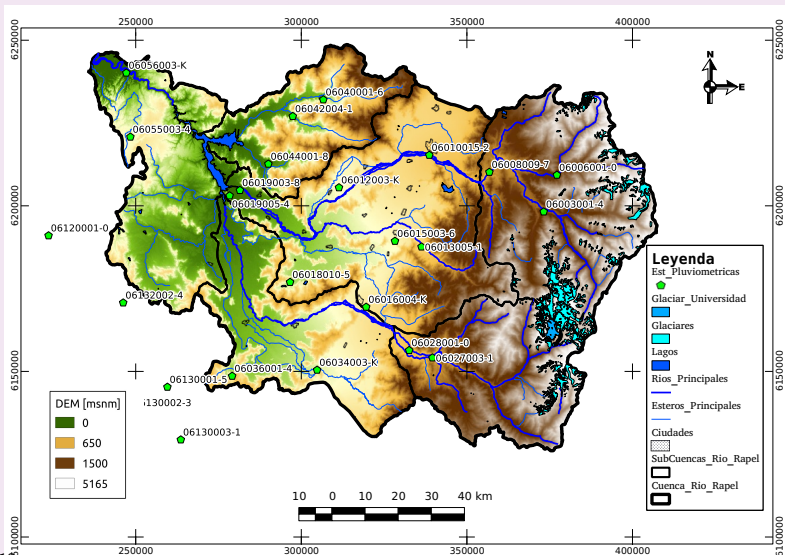 250000
300000
350000
400000
6250000
6250000
N
E
06056003-K
06040001-6
06042004-1
06055003-4
06010015-2
06044001-8
06008009-7
06006001-0
06012003-K
06019003-8
06019005-4
06003001-4
6200000
6200000
06120001-0
06015003-6
06013005-1
06018010-5
06132002-4
06016004-K
06028001-0
06027003-1
06034003-K
06036001-4
06130001-5
:130002-3
06130003-1
6150000
6150000
Leyenda
Est_Pluviometricas
Glaciar_Universidad
Glaciares
Lagos
Rios_Principales
Esteros_Principales
Ciudades
SubCuencas_Rio_Rapel
Cuenca_Rio_Rapel
DEM [msnm]
0
650
1500
5165
10 0 10 20 30 40 km
6100000
6100000
250000
300000
350000
400000